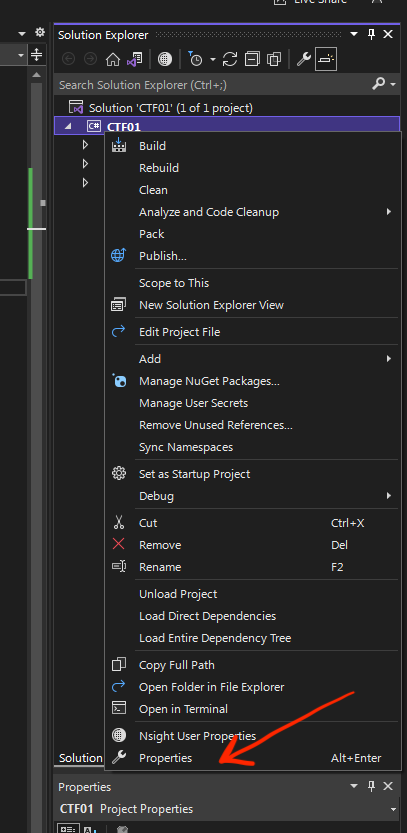 Live Share
Solution Explorer
Search Solution Explorer (Ctrl+;)
Solution 'CTF01' (1 of 1 project)
C# CTF01
Build
Rebuild
Clean
Analyze and Code Cleanup
Pack
Publish...
Scope to This
New Solution Explorer View
Edit Project File
Add
Manage NuGet Packages...
Manage User Secrets
Remove Unused References...
Sync Namespaces
Set as Startup Project
Debug
Cut Ctrl+X
Remove Del
Rename F2
Unload Project
Load Direct Dependencies
Load Entire Dependency Tree
Copy Full Path
Open Folder in File Explorer
Open in Terminal
Nsight User Properties
Solution
Properties Alt+Enter
Properties
CTF01 Project Properties